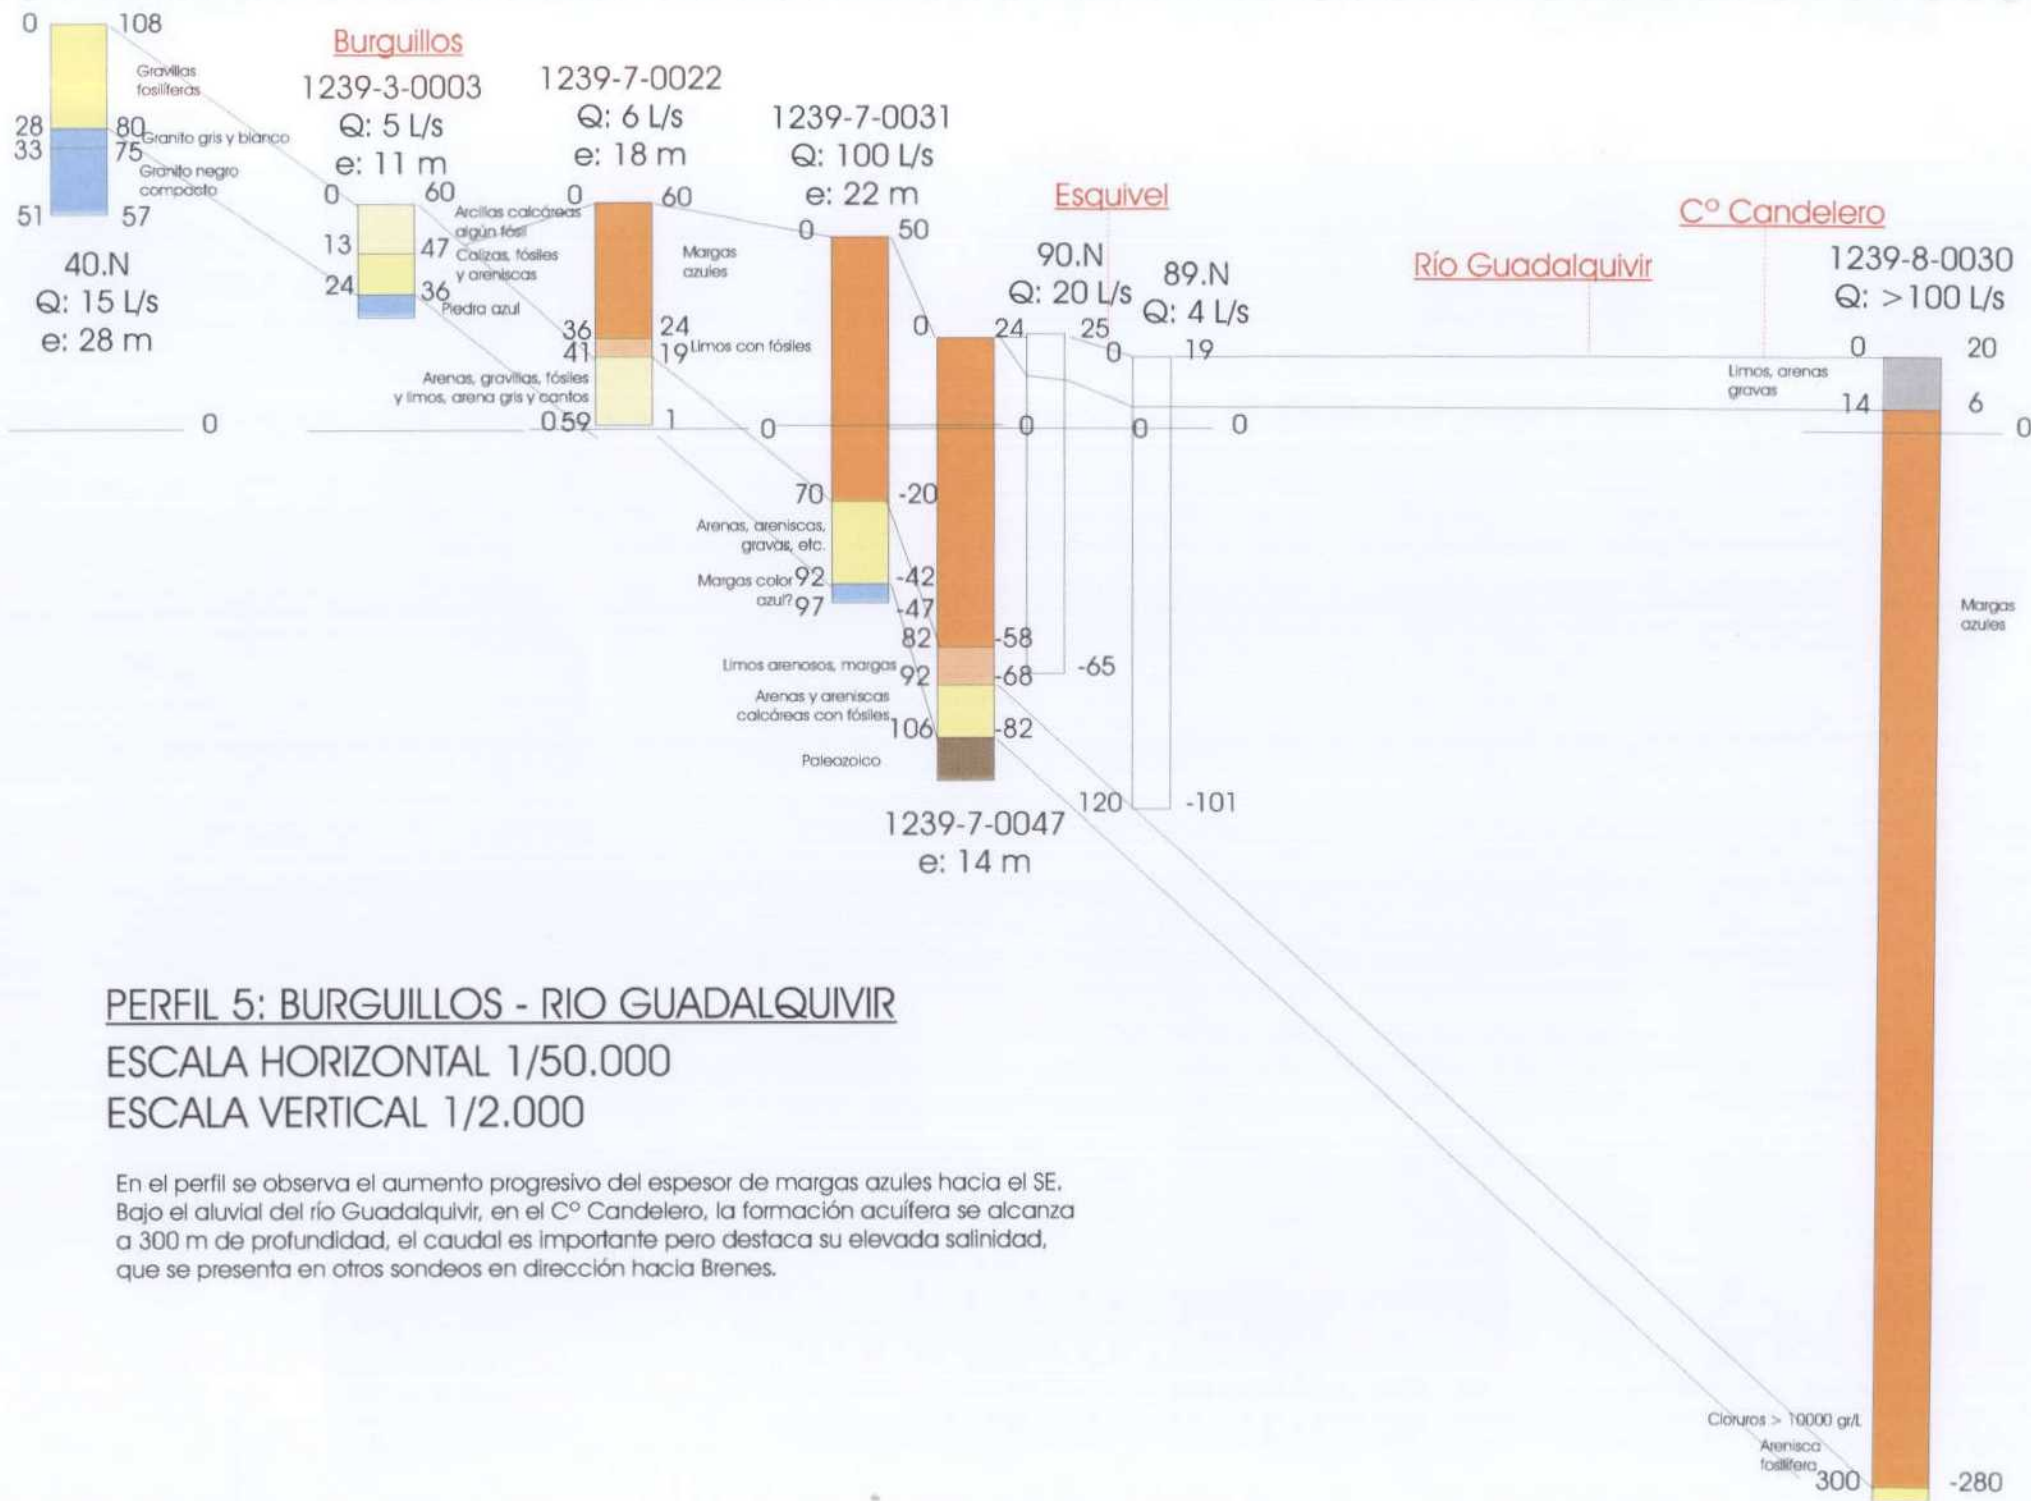 0 108
Gravillas
fosilíferas
28 80
Granito gris y blanco
33 75
Granito negro
compacto
51 57
40.N
Q: 15 L/s
e: 28 m
0
Burguillos
1239-3-0003
Q: 5 L/s
e: 11 m
0 60
Arcillas calcáreas
algún fósil
13 47
Calizas, fósiles
y areniscas
24 36
Piedra azul
1239-7-0022
Q: 6 L/s
e: 18 m
0 60
Margas
azules
36 24
Limos con fósiles
41 19
Arenas, gravillas, fósiles
y limos, arena gris y cantos
0 59 1
0
1239-7-0031
Q: 100 L/s
e: 22 m
0 50
70 -20
Arenas, areniscas,
gravas, etc.
92 -42
Margas color
azul?
97 -47
0 24
82 -58
Limos arenosos, margas
92 -68
Arenas y areniscas
calcáreas con fósiles
106 -82
Paleozoico
1239-7-0047
e: 14 m
Esquivel
90.N
Q: 20 L/s
25
0
-65
89.N
Q: 4 L/s
0 19
0 0
120 -101
Río Guadalquivir
Cº Candelero
1239-8-0030
Q: >100 L/s
0 20
Limos, arenas
gravas
14 6
0
Margas
azules
Cloruros > 10000 gr/L
Arenisca
fosilífera
300 -280
PERFIL 5: BURGUILLOS - RIO GUADALQUIVIR
ESCALA HORIZONTAL 1/50.000
ESCALA VERTICAL 1/2.000
En el perfil se observa el aumento progresivo del espesor de margas azules hacia el SE.
Bajo el aluvial del río Guadalquivir, en el Cº Candelero, la formación acuífera se alcanza
a 300 m de profundidad, el caudal es importante pero destaca su elevada salinidad,
que se presenta en otros sondeos en dirección hacia Brenes.